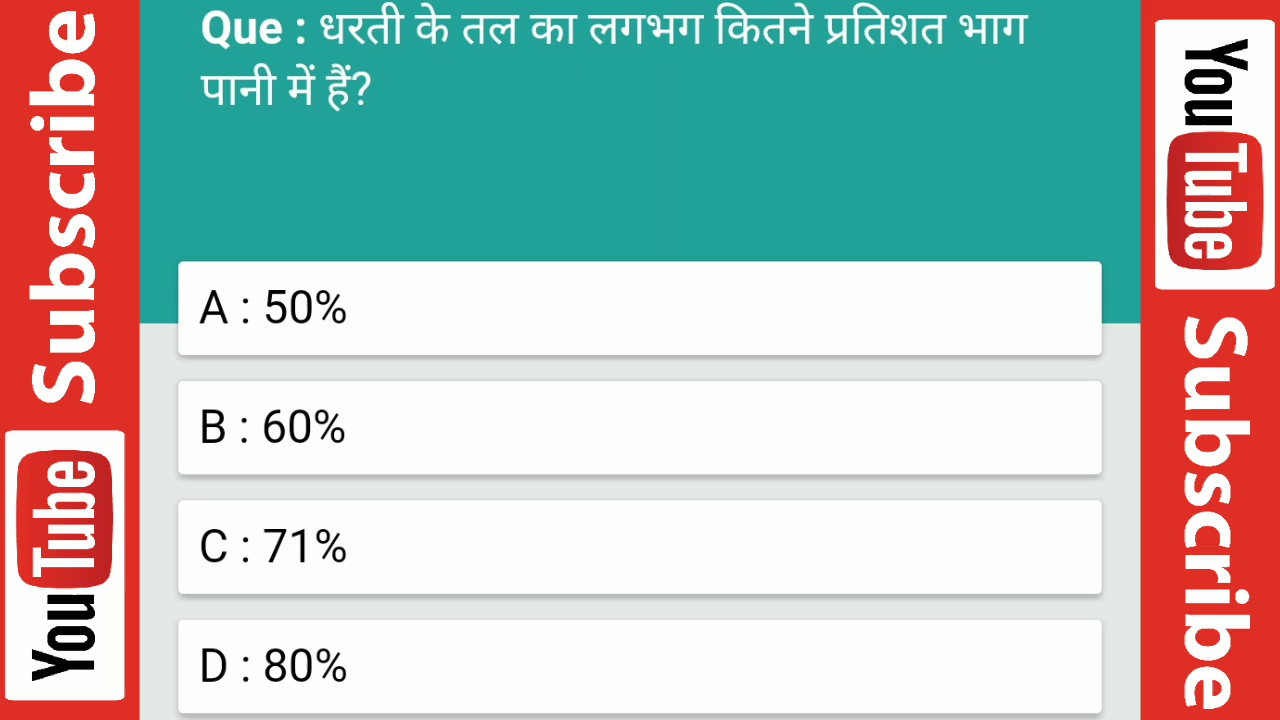 Subscribe
YouTube
Que : धरती के तल का लगभग कितने प्रतिशत भाग
पानी में हैं?
A : 50%
B : 60%
C : 71%
D : 80%
YouTube
Subscribe